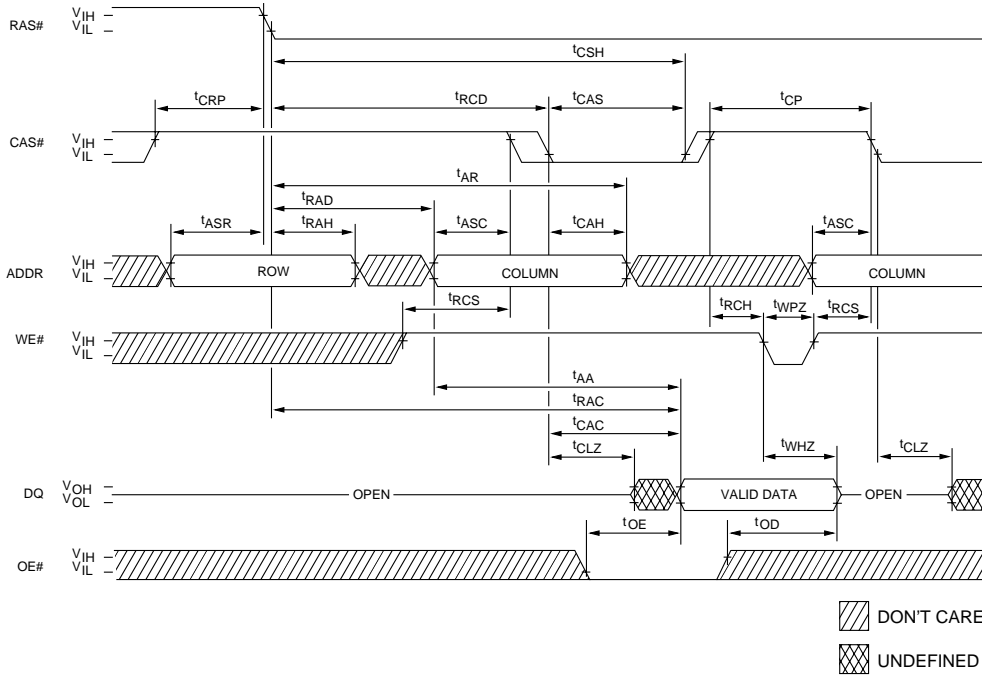 RAS# VIH
VIL
tCSH
tCRP tRCD tCAS tCP
CAS# VIH
VIL
tAR
tRAD
tASR tRAH tASC tCAH tASC
ADDR VIH
VIL
ROW COLUMN COLUMN
tRCS tRCH tWPZ tRCS
WE# VIH
VIL
tAA
tRAC
tCAC
tCLZ tWHZ tCLZ
DQ VOH
VOL
OPEN VALID DATA OPEN
tOE tOD
OE# VIH
VIL
DON'T CARE
UNDEFINED